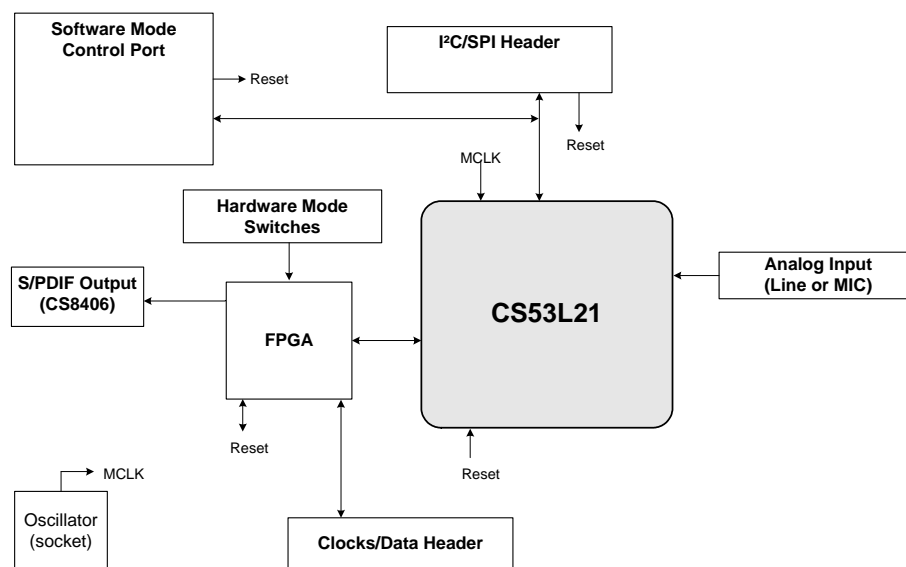 Software Mode
Control Port
Reset
I²C/SPI Header
Reset
MCLK
Hardware Mode
Switches
S/PDIF Output
(CS8406)
FPGA
CS53L21
Analog Input
(Line or MIC)
Reset
Reset
MCLK
Oscillator
(socket)
Clocks/Data Header